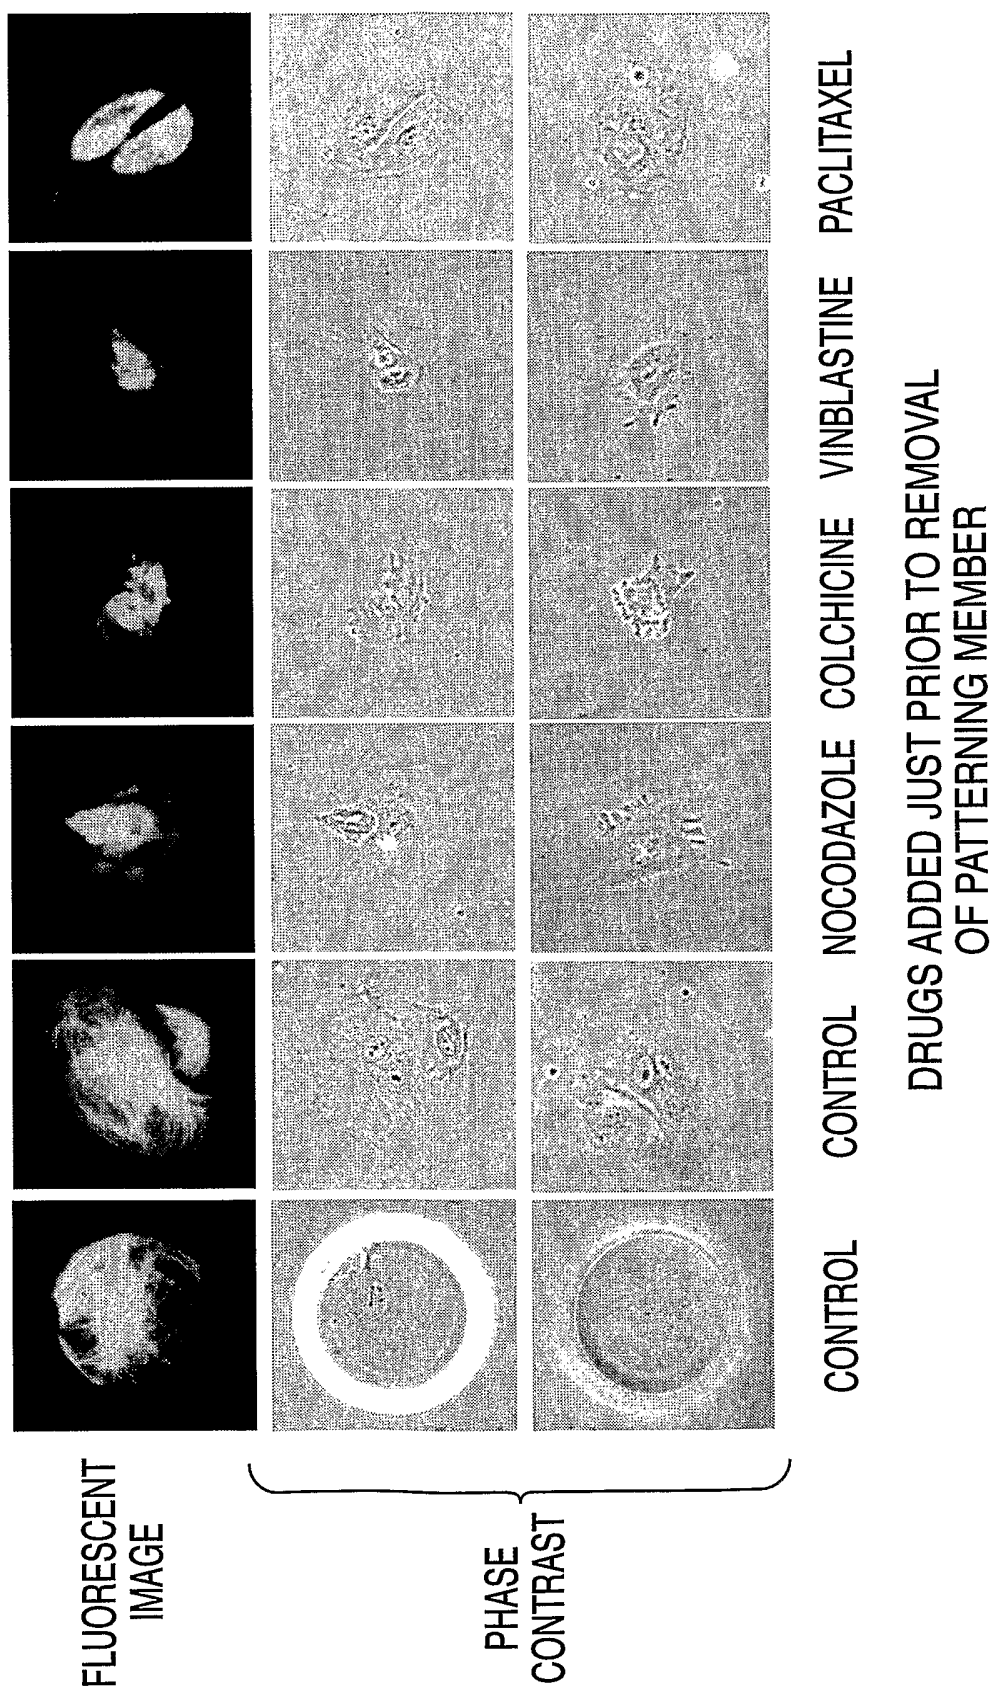 FLUORESCENT
IMAGE
PHASE
CONTRAST
CONTROL
CONTROL
NOCODAZOLE
COLCHICINE
VINBLASTINE
PACLITAXEL
DRUGS ADDED JUST PRIOR TO REMOVAL
OF PATTERNING MEMBER